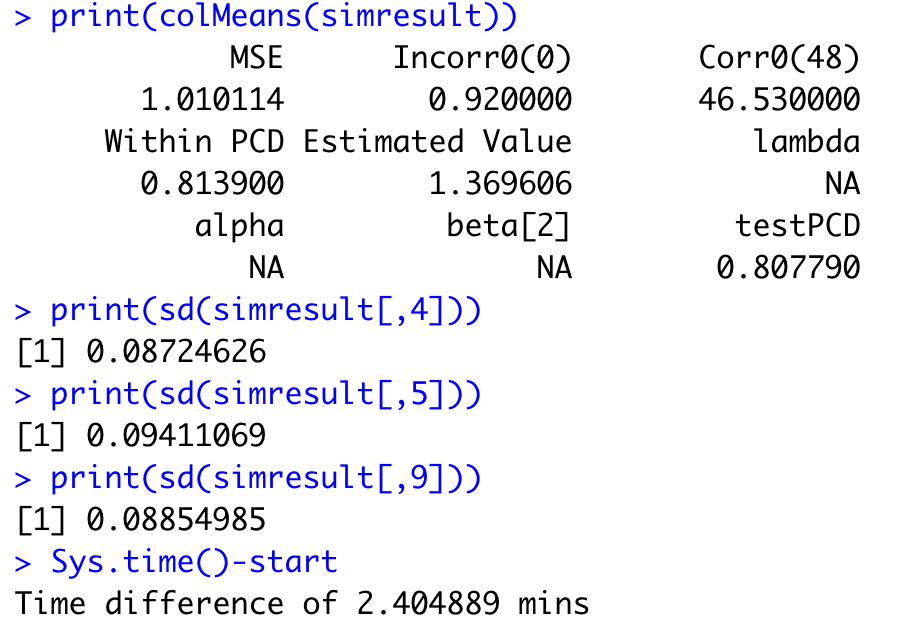 > print(colMeans(simresult))
MSE Incorr0(0) Corr0(48)
1.010114 0.920000 46.530000
Within PCD Estimated Value lambda
0.813900 1.369606 NA
alpha beta[2] testPCD
NA NA 0.807790
> print(sd(simresult[,4]))
[1] 0.08724626
> print(sd(simresult[,5]))
[1] 0.09411069
> print(sd(simresult[,9]))
[1] 0.08854985
> Sys.time()-start
Time difference of 2.404889 mins